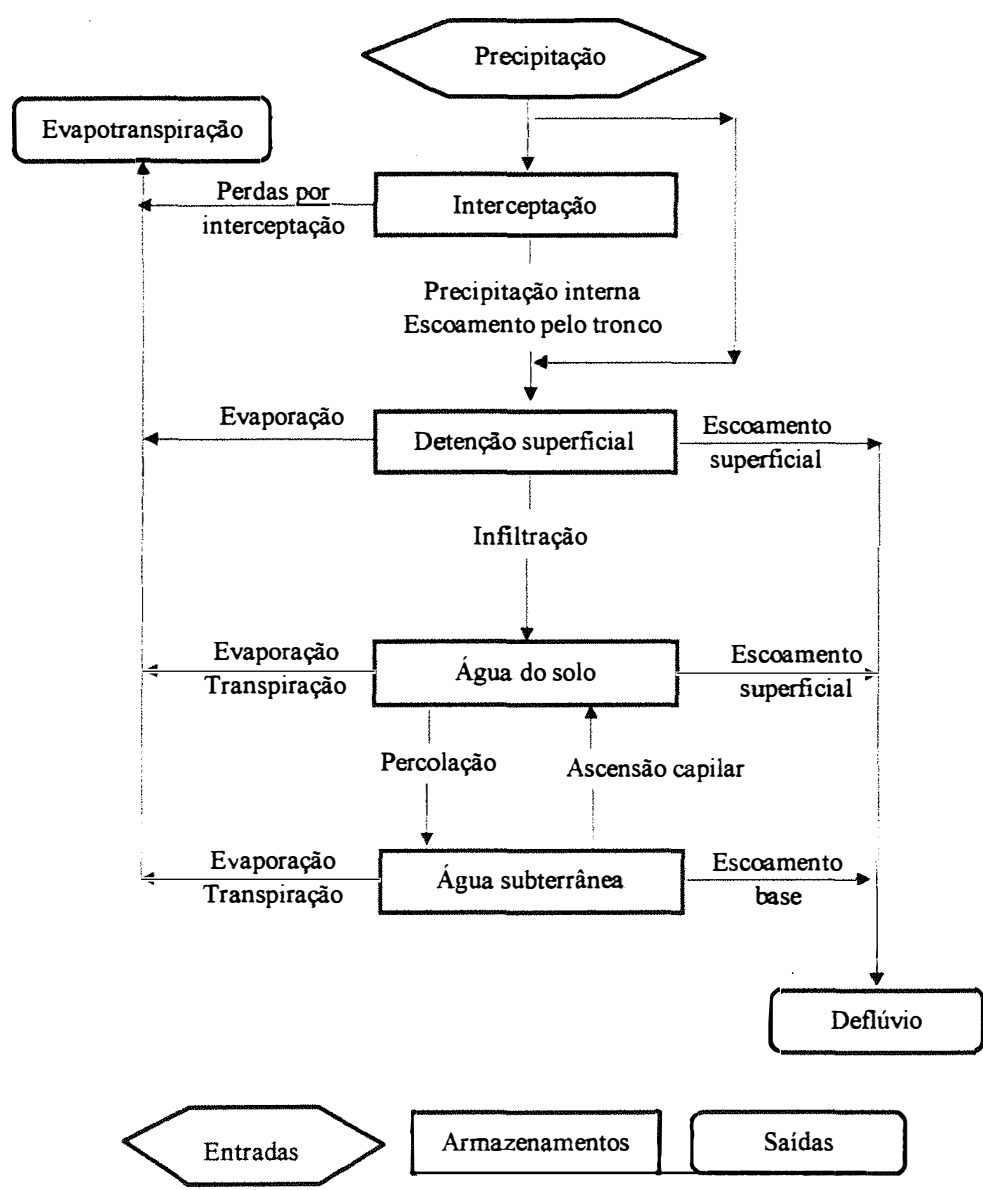 Precipitação
Evapotranspiração
Perdas por
interceptação
Interceptação
Precipitação interna
Escoamento pelo tronco
Evaporação
Detenção superficial
Escoamento
superficial
Infiltração
Evaporação
Transpiração
Água do solo
Escoamento
superficial
Percolação
Ascensão capilar
Evaporação
Transpiração
Água subterrânea
Escoamento
base
Deflúvio
Entradas
Armazenamentos
Saídas